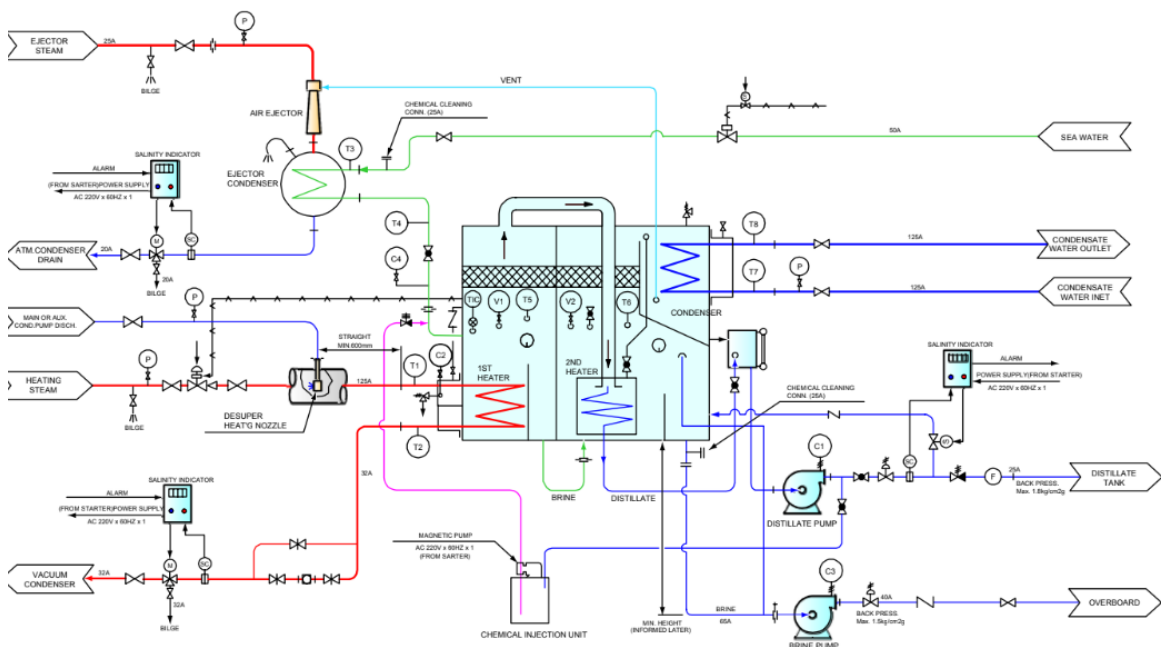 EJECTOR
STEAM
25A
P
BILGE
AIR EJECTOR
VENT
CHEMICAL CLEANING
CONN. (25A)
50A
SEA WATER
SALINITY INDICATOR
ALARM
(FROM SARTER)POWER SUPPLY
AC 220V x 60HZ x 1
EJECTOR
CONDENSER
T3
T4
C4
M
SC
ATM.CONDENSER
DRAIN
20A
20A
BILGE
T8
125A
CONDENSATE
WATER OUTLET
T7
P
125A
CONDENSATE
WATER INET
TIC
V1
T5
V2
T6
CONDENSER
P
MAIN OR AUX.
COND.PUMP DISCH.
STRAIGHT
MIN.600mm
P
HEATING
STEAM
BILGE
125A
T1
C2
T2
DESUPER
HEAT'G NOZZLE
1ST
HEATER
2ND
HEATER
32A
BRINE
DISTILLATE
CHEMICAL CLEANING
CONN. (25A)
SALINITY INDICATOR
ALARM
POWER SUPPLY(FROM STARTER)
AC 220V x 60HZ x 1
C1
SC
F
25A
BACK PRESS.
Max. 1.8kg/cm2g
DISTILLATE
TANK
DISTILLATE PUMP
SALINITY INDICATOR
ALARM
(FROM STARTER)POWER SUPPLY
AC 220V x 60HZ x 1
M
SC
VACUUM
CONDENSER
32A
32A
BILGE
MAGNETIC PUMP
AC 220V x 60HZ x 1
(FROM SARTER)
CHEMICAL INJECTION UNIT
MIN. HEIGHT
(INFORMED LATER)
BRINE
65A
C3
40A
BACK PRESS.
Max. 1.5kg/cm2g
OVERBOARD
BRINE PUMP